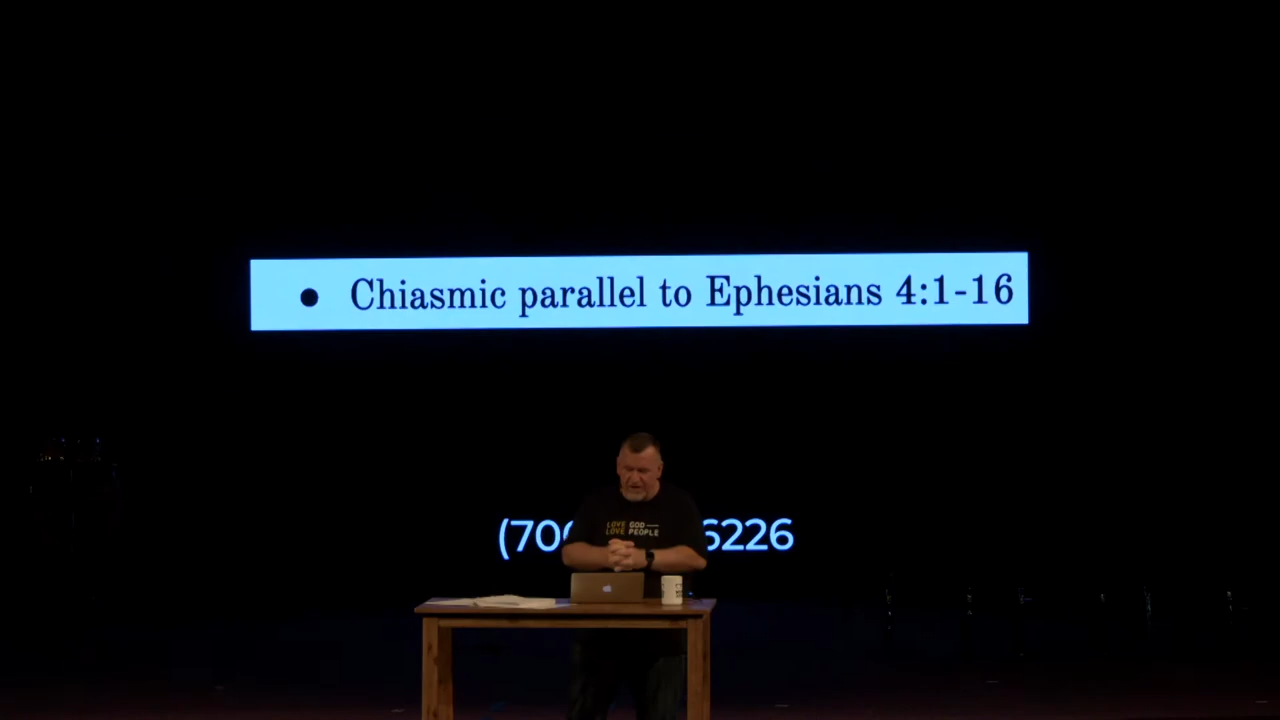 • Chiasmic parallel to Ephesians 4:1-16
LOVE GOD—
LOVE PEOPLE
(70 6226